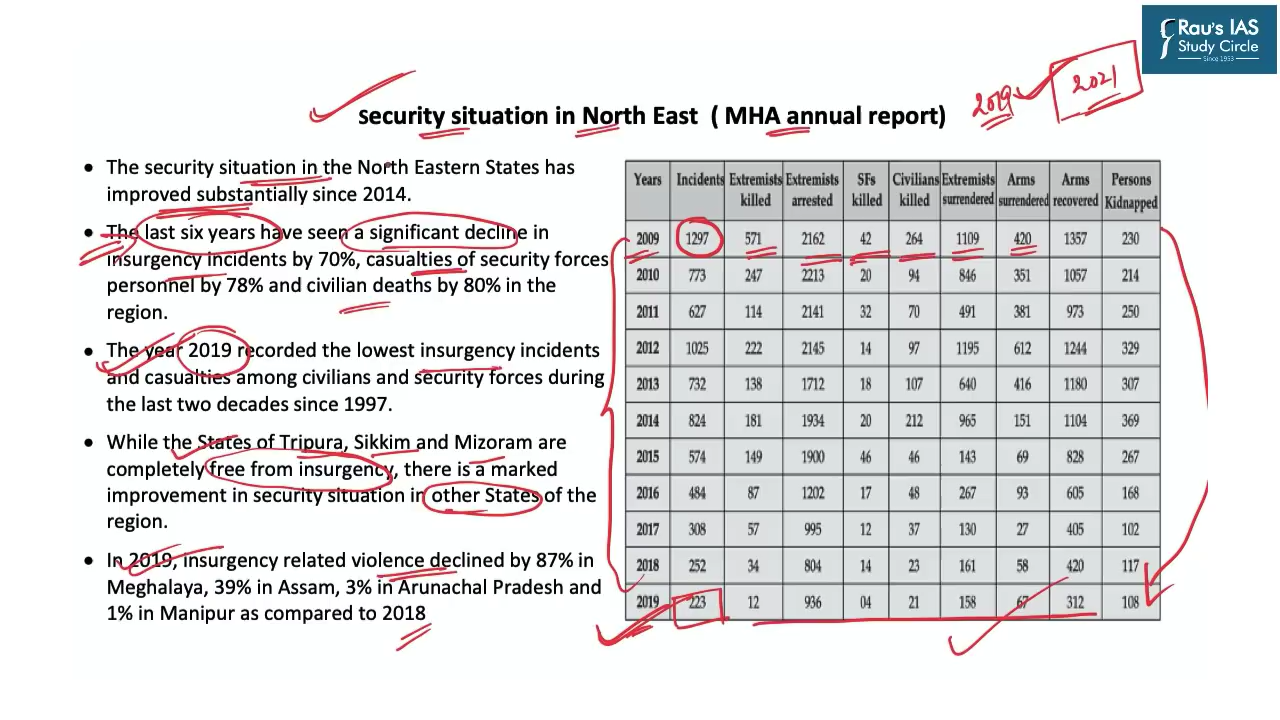 Rau's IAS
Study Circle
Since 1953
2019
2021
security situation in North East ( MHA annual report)
• The security situation in the North Eastern States has
improved substantially since 2014.
• The last six years have seen a significant decline in
insurgency incidents by 70%, casualties of security forces
personnel by 78% and civilian deaths by 80% in the
region.
• The year 2019 recorded the lowest insurgency incidents
and casualties among civilians and security forces during
the last two decades since 1997.
• While the States of Tripura, Sikkim and Mizoram are
completely free from insurgency, there is a marked
improvement in security situation in other States of the
region.
• In 2019, insurgency related violence declined by 87% in
Meghalaya, 39% in Assam, 3% in Arunachal Pradesh and
1% in Manipur as compared to 2018
Years Incidents Extremists killed Extremists arrested SFs killed Civilians killed Extremists surrendered Arms surrendered Arms recovered Persons Kidnapped
2009 1297 571 2162 42 264 1109 420 1357 230
2010 773 247 2213 20 94 846 351 1057 214
2011 627 114 2141 32 70 491 381 973 250
2012 1025 222 2145 14 97 1195 612 1244 329
2013 732 138 1712 18 107 640 416 1180 307
2014 824 181 1934 20 212 965 151 1104 369
2015 574 149 1900 46 46 143 69 828 267
2016 484 87 1202 17 48 267 93 605 168
2017 308 57 995 12 37 130 27 405 102
2018 252 34 804 14 23 161 58 420 117
2019 223 12 936 04 21 158 67 312 108